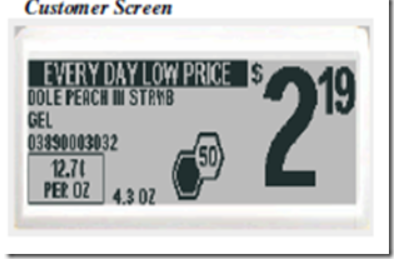 Customer Screen
EVERY DAY LOW PRICE
$2 19
DOLE PEACH IN STRWB
GEL
03890003032
12.7¢
PER OZ
4.3 OZ
50